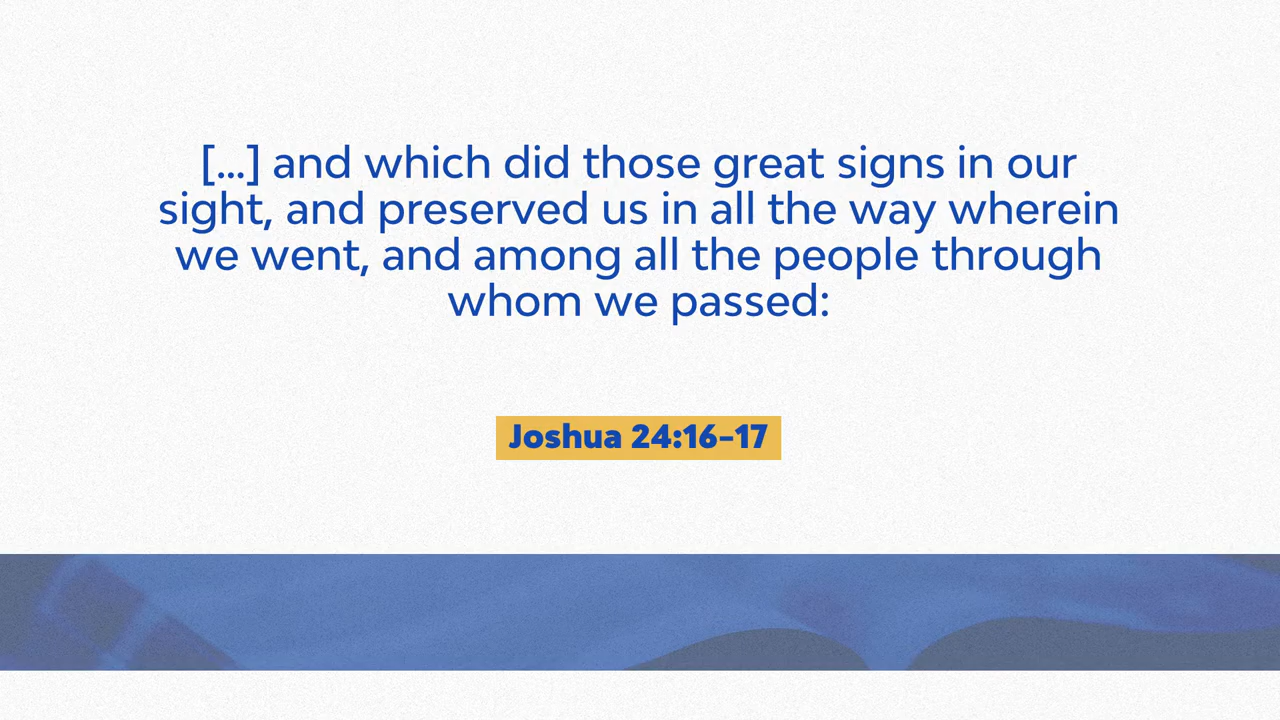 [...] and which did those great signs in our
sight, and preserved us in all the way wherein
we went, and among all the people through
whom we passed:
Joshua 24:16-17